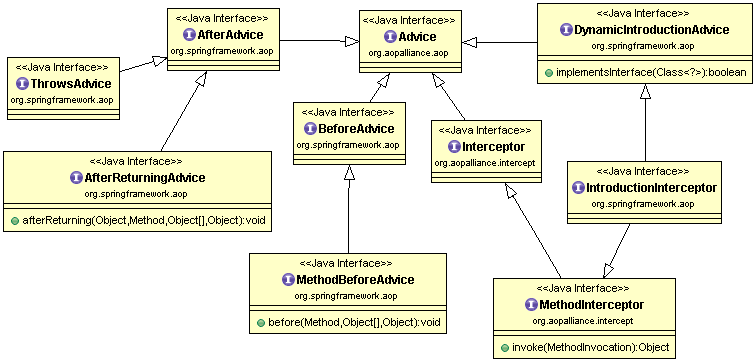 <<Java Interface>>
AfterAdvice
org.springframework.aop
<<Java Interface>>
Advice
org.aopalliance.aop
<<Java Interface>>
DynamicIntroductionAdvice
org.springframework.aop
implementsInterface(Class<?>):boolean
<<Java Interface>>
ThrowsAdvice
org.springframework.aop
<<Java Interface>>
BeforeAdvice
org.springframework.aop
<<Java Interface>>
Interceptor
org.aopalliance.intercept
<<Java Interface>>
AfterReturningAdvice
org.springframework.aop
afterReturning(Object,Method,Object[],Object):void
<<Java Interface>>
IntroductionInterceptor
org.springframework.aop
<<Java Interface>>
MethodBeforeAdvice
org.springframework.aop
before(Method,Object[],Object):void
<<Java Interface>>
MethodInterceptor
org.aopalliance.intercept
invoke(MethodInvocation):Object